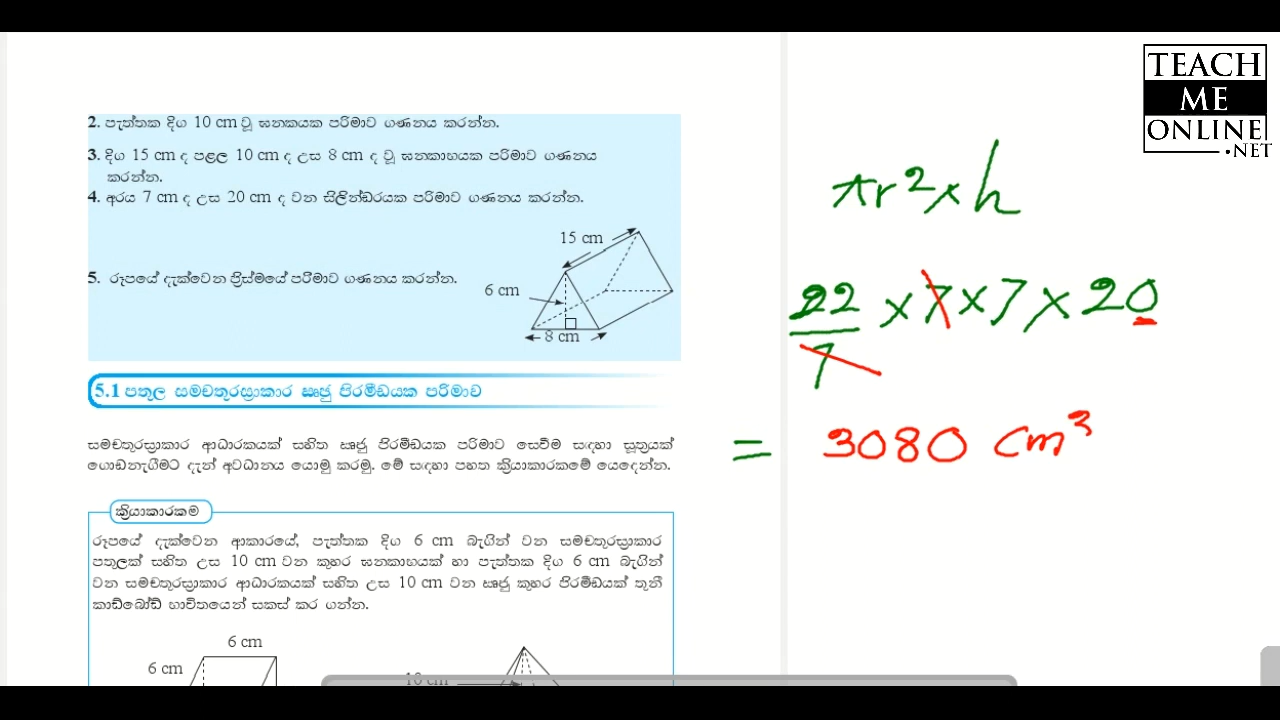 TEACH
ME
ONLINE
.NET
2. පැත්තක දිග 10 cm වූ ඝනකයක පරිමාව ගණනය කරන්න.
3. දිග 15 cm ද පළල 10 cm ද උස 8 cm ද වූ ඝනකාභයක පරිමාව ගණනය
කරන්න.
4. අරය 7 cm ද උස 20 cm ද වන සිලින්ඩරයක පරිමාව ගණනය කරන්න.
15 cm
5. රූපයේ දැක්වෙන ප්‍රිස්මයේ පරිමාව ගණනය කරන්න.
6 cm
8 cm
5.1 පතුල සමචතුරස්‍රාකාර ඍජු පිරමීඩයක පරිමාව
සමචතුරස්‍රාකාර ආධාරකයක් සහිත ඍජු පිරමීඩයක පරිමාව සෙවීම සඳහා සූත්‍රයක්
ගොඩනැගීමට දැන් අවධානය යොමු කරමු. මේ සඳහා පහත ක්‍රියාකාරකමේ යෙදෙන්න.
ක්‍රියාකාරකම
රූපයේ දැක්වෙන ආකාරයේ, පැත්තක දිග 6 cm බැගින් වන සමචතුරස්‍රාකාර
පතුලක් සහිත උස 10 cm වන කුහර ඝනකාභයක් හා පැත්තක දිග 6 cm බැගින්
වන සමචතුරස්‍රාකාර ආධාරකයක් සහිත උස 10 cm වන ඍජු කුහර පිරමීඩයක් තුනී
කාඩ්බෝඩ් භාවිතයෙන් සකස් කර ගන්න.
6 cm
6 cm
10 cm
πr² × h
22/7 × 7 × 7 × 20
= 3080 cm³